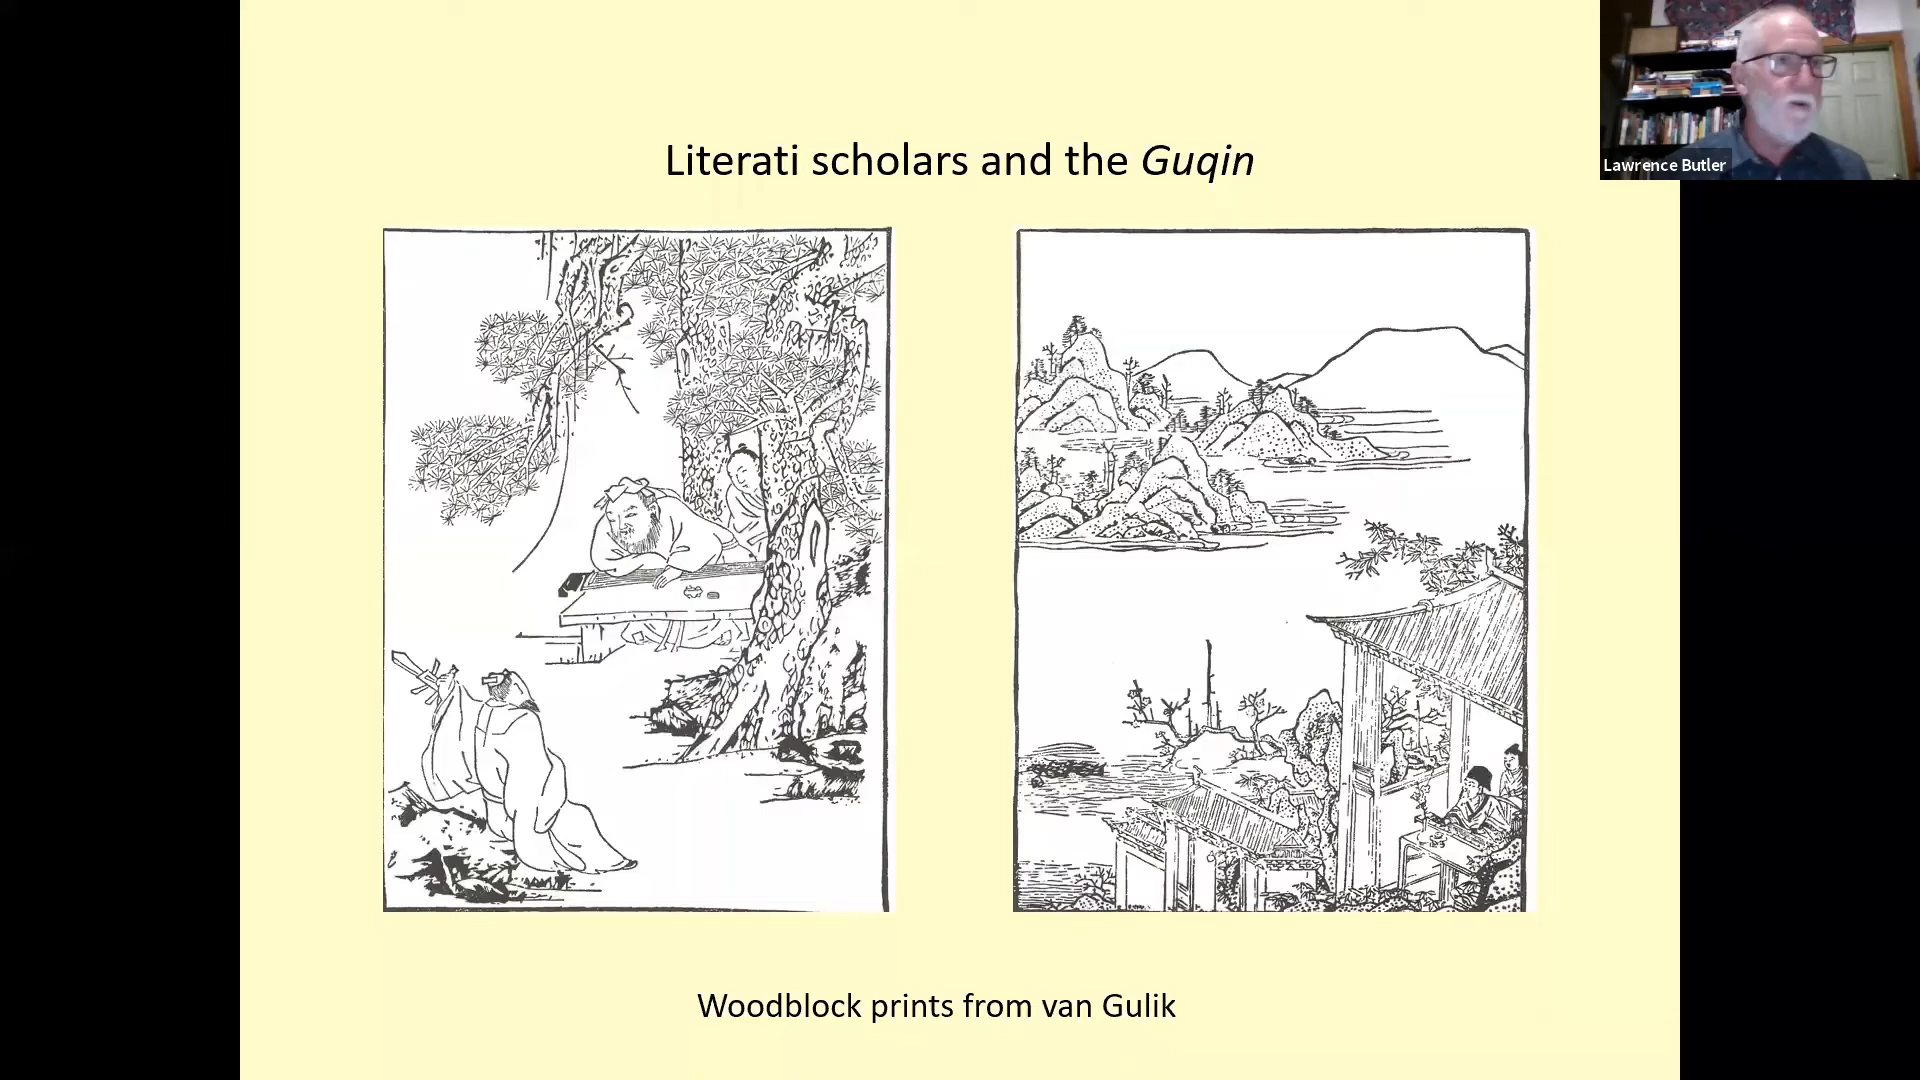 Literati scholars and the Guqin
Lawrence Butler
Woodblock prints from van Gulik